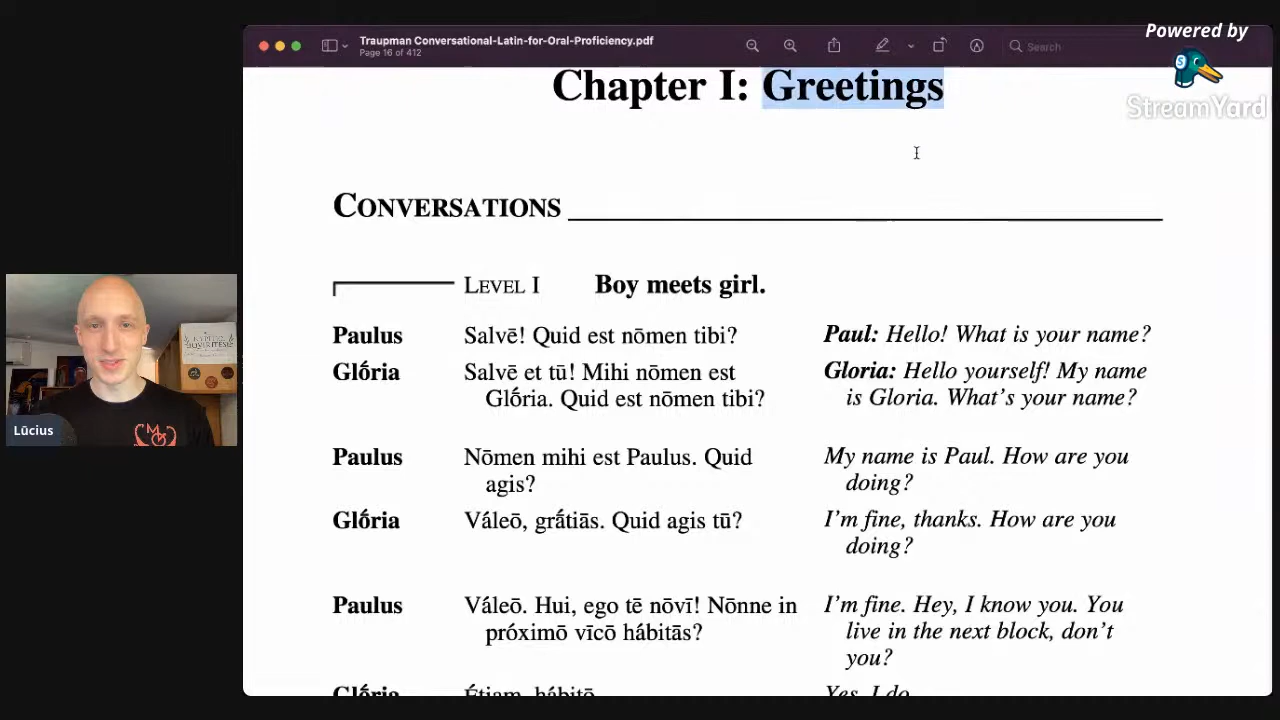 Powered by
StreamYard
Traupman Conversational-Latin-for-Oral-Proficiency.pdf
Page 16 of 412
Search
Chapter I: Greetings
CONVERSATIONS
LEVEL I Boy meets girl.
Paulus Salvē! Quid est nōmen tibi? Paul: Hello! What is your name?
Glṓria Salvē et tū! Mihi nōmen est Gloria: Hello yourself! My name
Glṓria. Quid est nōmen tibi? is Gloria. What's your name?
Paulus Nōmen mihi est Paulus. Quid My name is Paul. How are you
agis? doing?
Glṓria Váleō, grā́tiās. Quid agis tū? I'm fine, thanks. How are you
doing?
Paulus Váleō. Hui, ego tē nōvī! Nōnne in I'm fine. Hey, I know you. You
próximō vīcō hábitās? live in the next block, don't
you?
Glṓria Étiam, hábitō. Yes, I do.
Lūcius